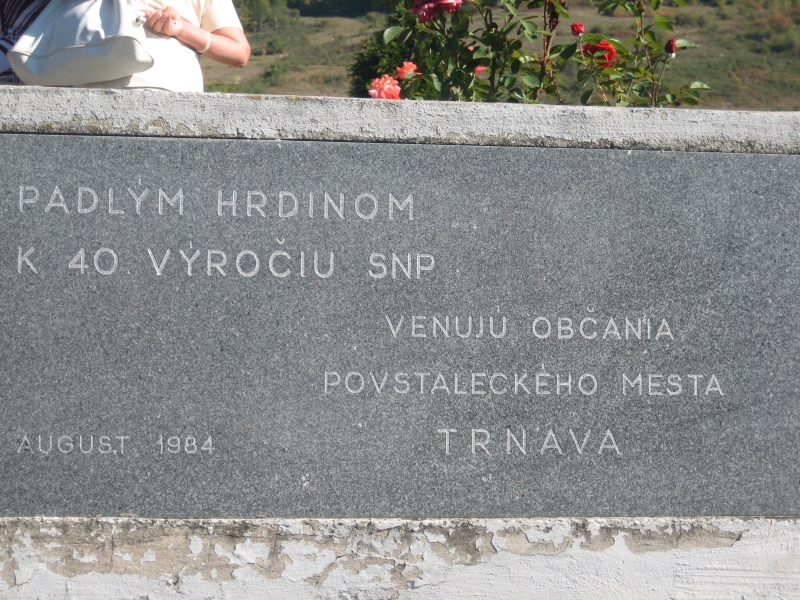 PADLÝM HRDINOM
K 40 VÝROČIU SNP
VENUJÚ OBČANIA
POVSTALECKÉHO MESTA
AUGUST 1984 TRNAVA